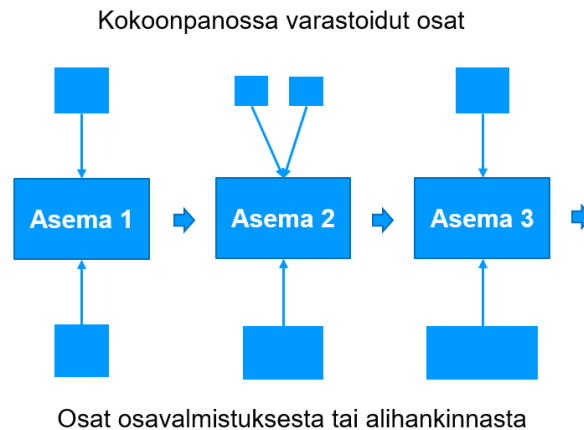 Kokoonpanossa varastoidut osat
Asema 1
Asema 2
Asema 3
Osat osavalmistuksesta tai alihankinnasta